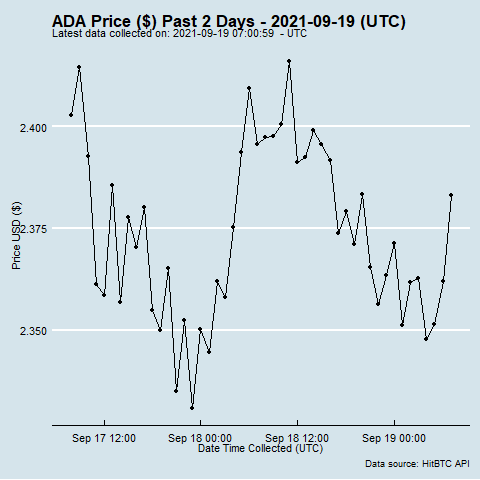 ADA Price ($) Past 2 Days - 2021-09-19 (UTC)
Latest data collected on: 2021-09-19 07:00:59  - UTC
2.400
2.375
2.350
Price USD ($)
Sep 17 12:00 Sep 18 00:00 Sep 18 12:00 Sep 19 00:00
Date Time Collected (UTC)
Data source: HitBTC API